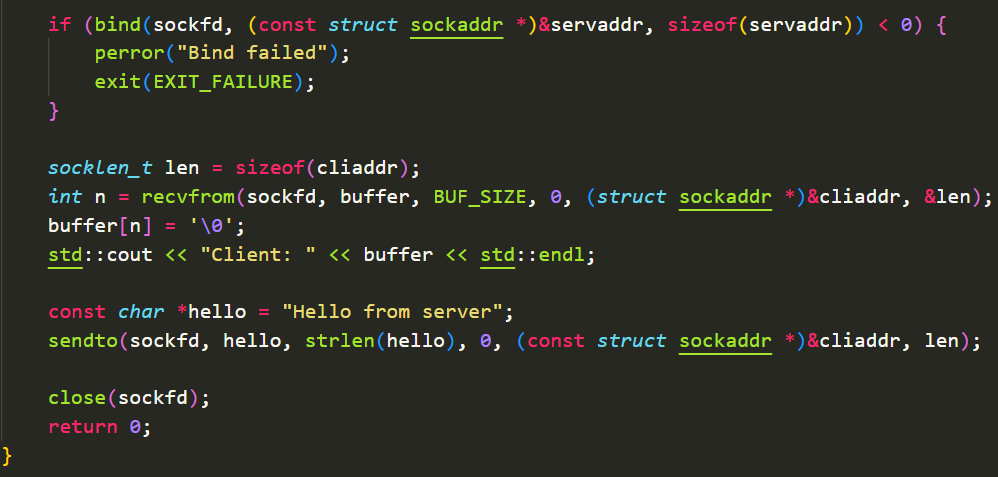 if (bind(sockfd, (const struct sockaddr *)&servaddr, sizeof(servaddr)) < 0) {
perror("Bind failed");
exit(EXIT_FAILURE);
}
socklen_t len = sizeof(cliaddr);
int n = recvfrom(sockfd, buffer, BUF_SIZE, 0, (struct sockaddr *)&cliaddr, &len);
buffer[n] = '\0';
std::cout << "Client: " << buffer << std::endl;
const char *hello = "Hello from server";
sendto(sockfd, hello, strlen(hello), 0, (const struct sockaddr *)&cliaddr, len);
close(sockfd);
return 0;
}